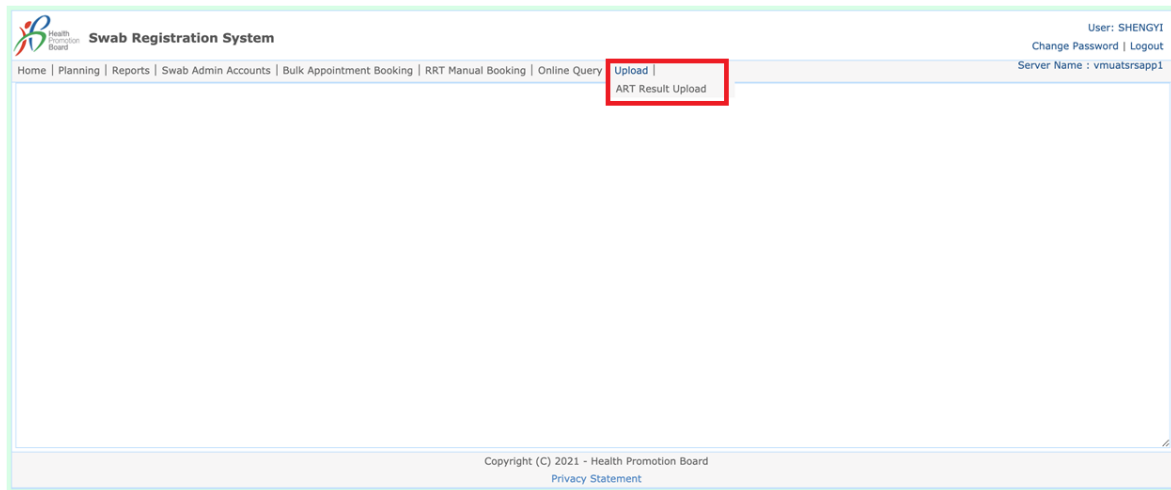 Health
Promotion
Board
Swab Registration System
User: SHENGYI
Change Password | Logout
Server Name : vmuatsrsapp1
Home | Planning | Reports | Swab Admin Accounts | Bulk Appointment Booking | RRT Manual Booking | Online Query | Upload |
ART Result Upload
Copyright (C) 2021 - Health Promotion Board
Privacy Statement